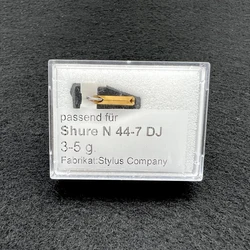 passend für
Shure N 44-7 DJ
3-5 g
Fabrikat:Stylus Company